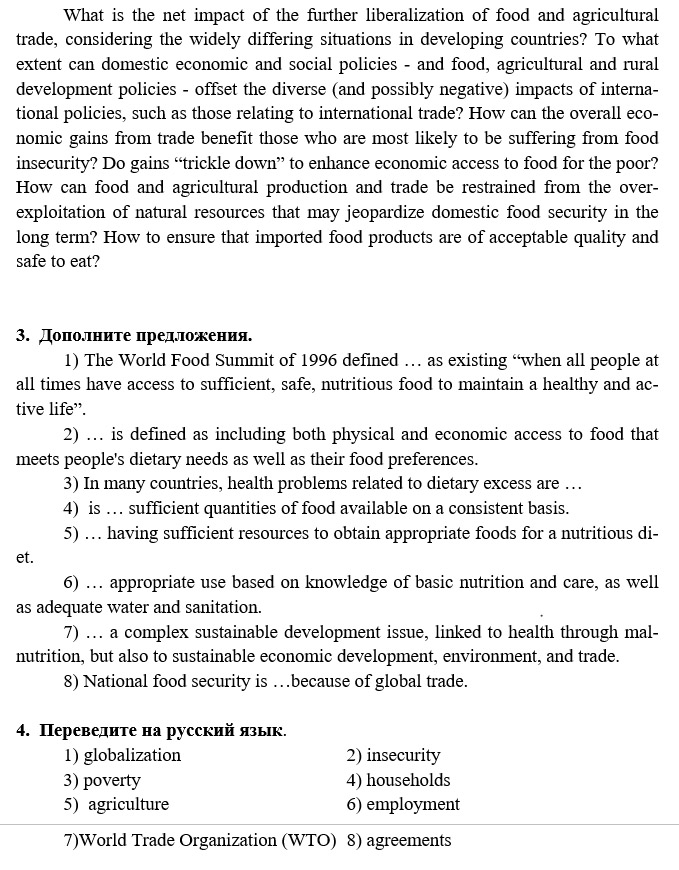 What is the net impact of the further liberalization of food and agricultural
trade, considering the widely differing situations in developing countries? To what
extent can domestic economic and social policies - and food, agricultural and rural
development policies - offset the diverse (and possibly negative) impacts of interna-
tional policies, such as those relating to international trade? How can the overall eco-
nomic gains from trade benefit those who are most likely to be suffering from food
insecurity? Do gains “trickle down” to enhance economic access to food for the poor?
How can food and agricultural production and trade be restrained from the over-
exploitation of natural resources that may jeopardize domestic food security in the
long term? How to ensure that imported food products are of acceptable quality and
safe to eat?
3. Дополните предложения.
1) The World Food Summit of 1996 defined … as existing “when all people at
all times have access to sufficient, safe, nutritious food to maintain a healthy and ac-
tive life”.
2) … is defined as including both physical and economic access to food that
meets people's dietary needs as well as their food preferences.
3) In many countries, health problems related to dietary excess are …
4) is … sufficient quantities of food available on a consistent basis.
5) … having sufficient resources to obtain appropriate foods for a nutritious di-
et.
6) … appropriate use based on knowledge of basic nutrition and care, as well
as adequate water and sanitation.
7) … a complex sustainable development issue, linked to health through mal-
nutrition, but also to sustainable economic development, environment, and trade.
8) National food security is …because of global trade.
4. Переведите на русский язык.
1) globalization 2) insecurity
3) poverty 4) households
5) agriculture 6) employment
7)World Trade Organization (WTO) 8) agreements